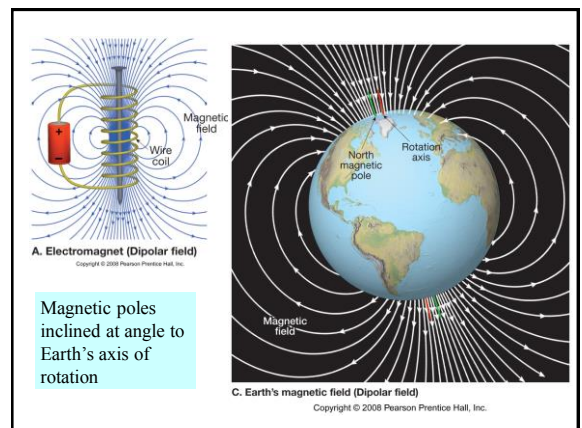 +
−
Magnetic
field
Wire
coil
A. Electromagnet (Dipolar field)
Copyright © 2008 Pearson Prentice Hall, Inc.
Magnetic poles
inclined at angle to
Earth’s axis of
rotation
North
magnetic
pole
Rotation
axis
Magnetic
field
C. Earth's magnetic field (Dipolar field)
Copyright © 2008 Pearson Prentice Hall, Inc.